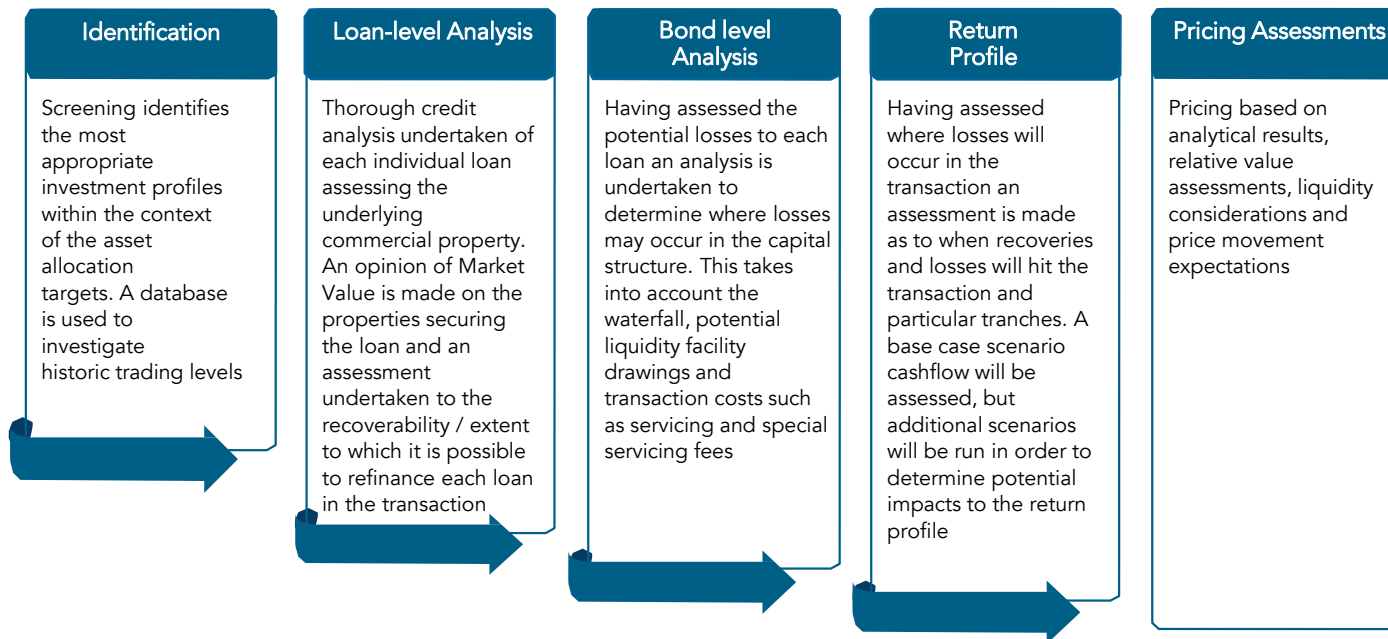 Identification
Screening identifies
the most
appropriate
investment profiles
within the context
of the asset
allocation
targets. A database
is used to
investigate
historic trading levels
Loan-level Analysis
Thorough credit
analysis undertaken of
each individual loan
assessing the
underlying
commercial property.
An opinion of Market
Value is made on the
properties securing
the loan and an
assessment
undertaken to the
recoverability / extent
to which it is possible
to refinance each loan
in the transaction
Bond level
Analysis
Having assessed the
potential losses to each
loan an analysis is
undertaken to
determine where losses
may occur in the capital
structure. This takes
into account the
waterfall, potential
liquidity facility
drawings and
transaction costs such
as servicing and special
servicing fees
Return
Profile
Having assessed
where losses will
occur in the
transaction an
assessment is made
as to when recoveries
and losses will hit the
transaction and
particular tranches. A
base case scenario
cashflow will be
assessed, but
additional scenarios
will be run in order to
determine potential
impacts to the return
profile
Pricing Assessments
Pricing based on
analytical results,
relative value
assessments, liquidity
considerations and
price movement
expectations